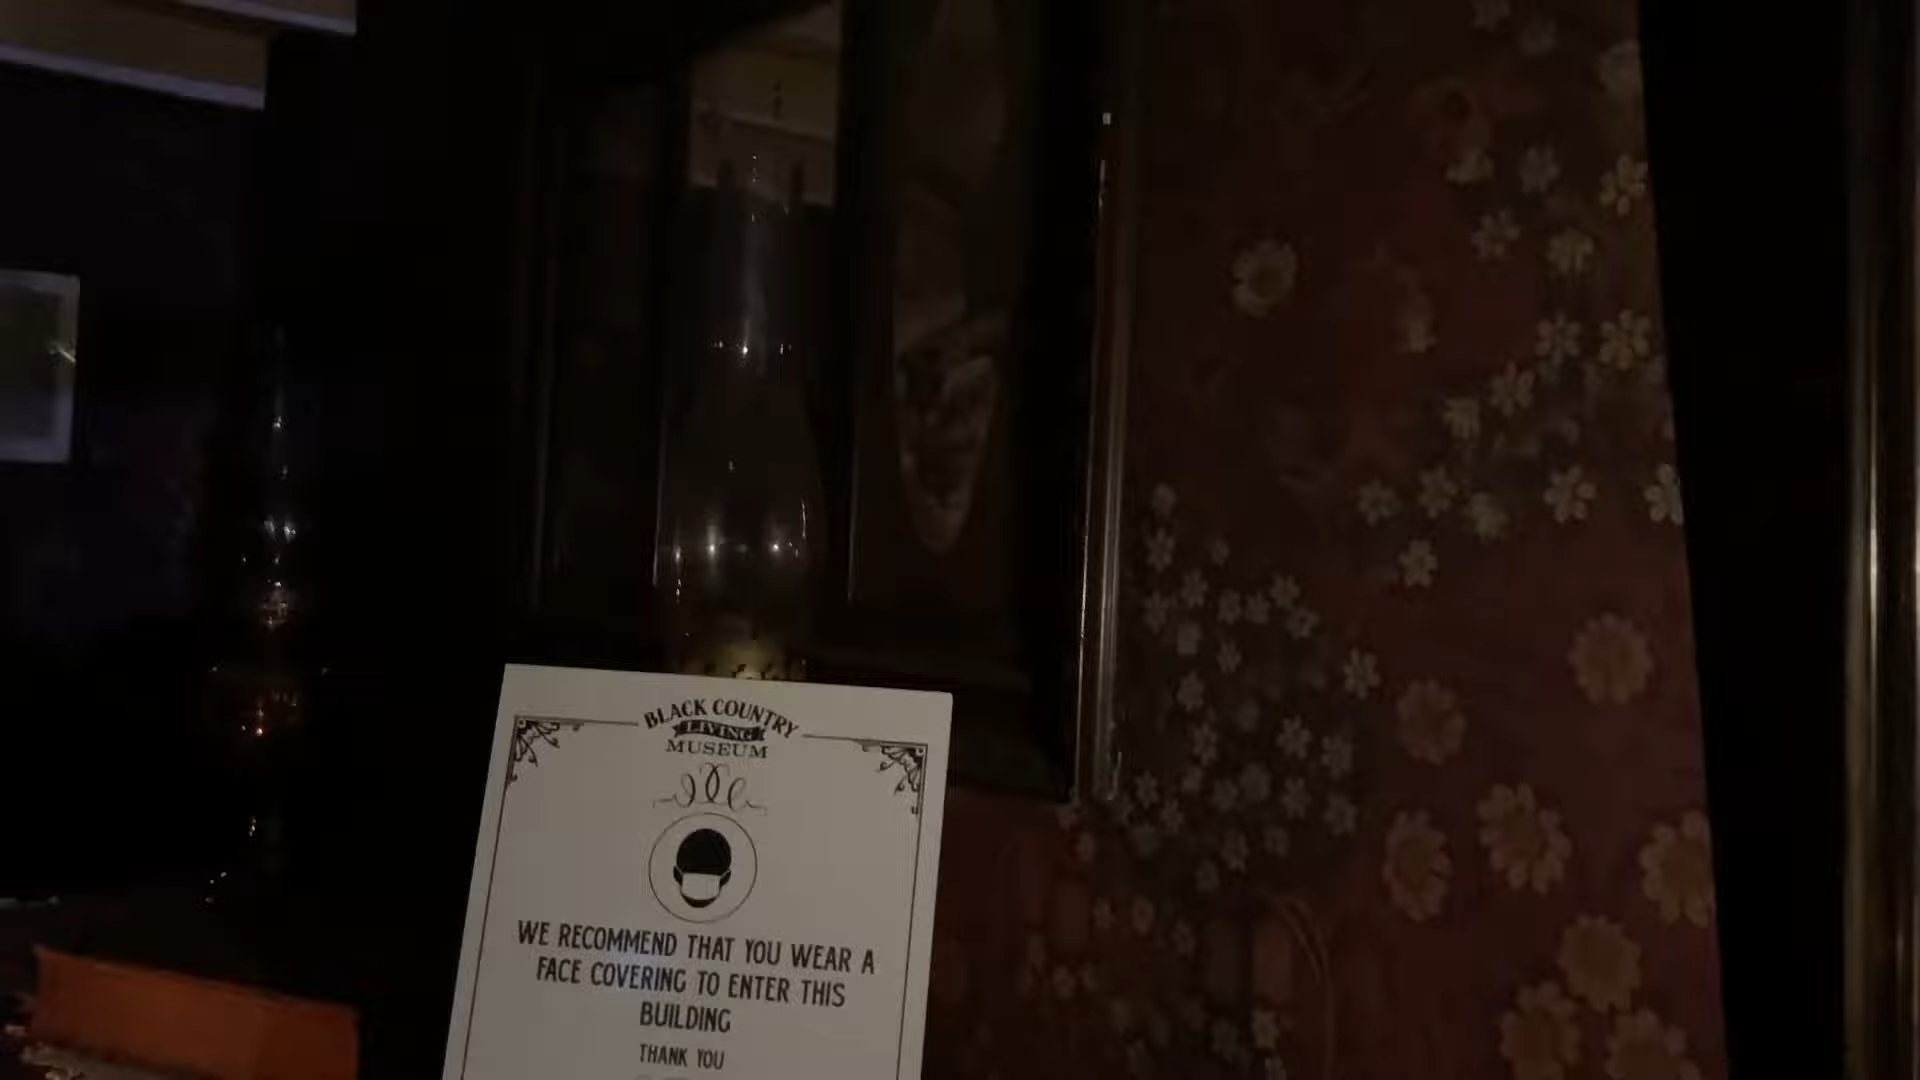 BLACK COUNTRY
LIVING
MUSEUM
WE RECOMMEND THAT YOU WEAR A
FACE COVERING TO ENTER THIS
BUILDING
THANK YOU